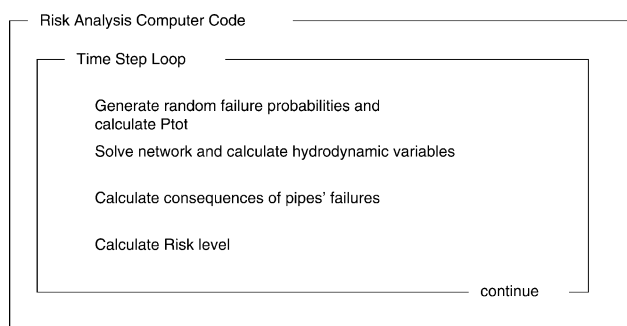 Risk Analysis Computer Code
Time Step Loop
Generate random failure probabilities and
calculate Ptot
Solve network and calculate hydrodynamic variables
Calculate consequences of pipes’ failures
Calculate Risk level
continue